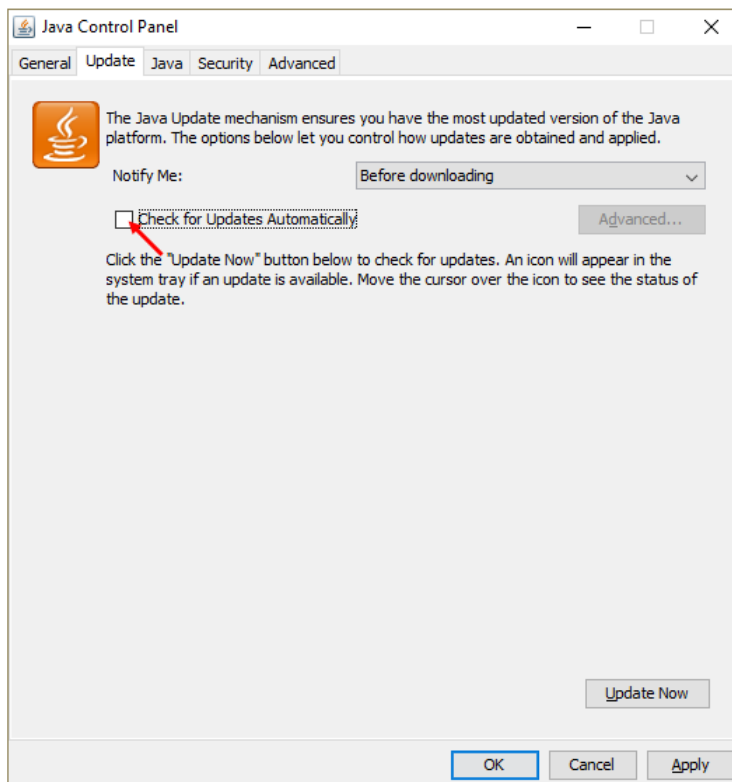 Java Control Panel
General Update Java Security Advanced
The Java Update mechanism ensures you have the most updated version of the Java
platform. The options below let you control how updates are obtained and applied.
Notify Me: Before downloading
Check for Updates Automatically Advanced...
Click the "Update Now" button below to check for updates. An icon will appear in the
system tray if an update is available. Move the cursor over the icon to see the status of
the update.
Update Now
OK Cancel Apply